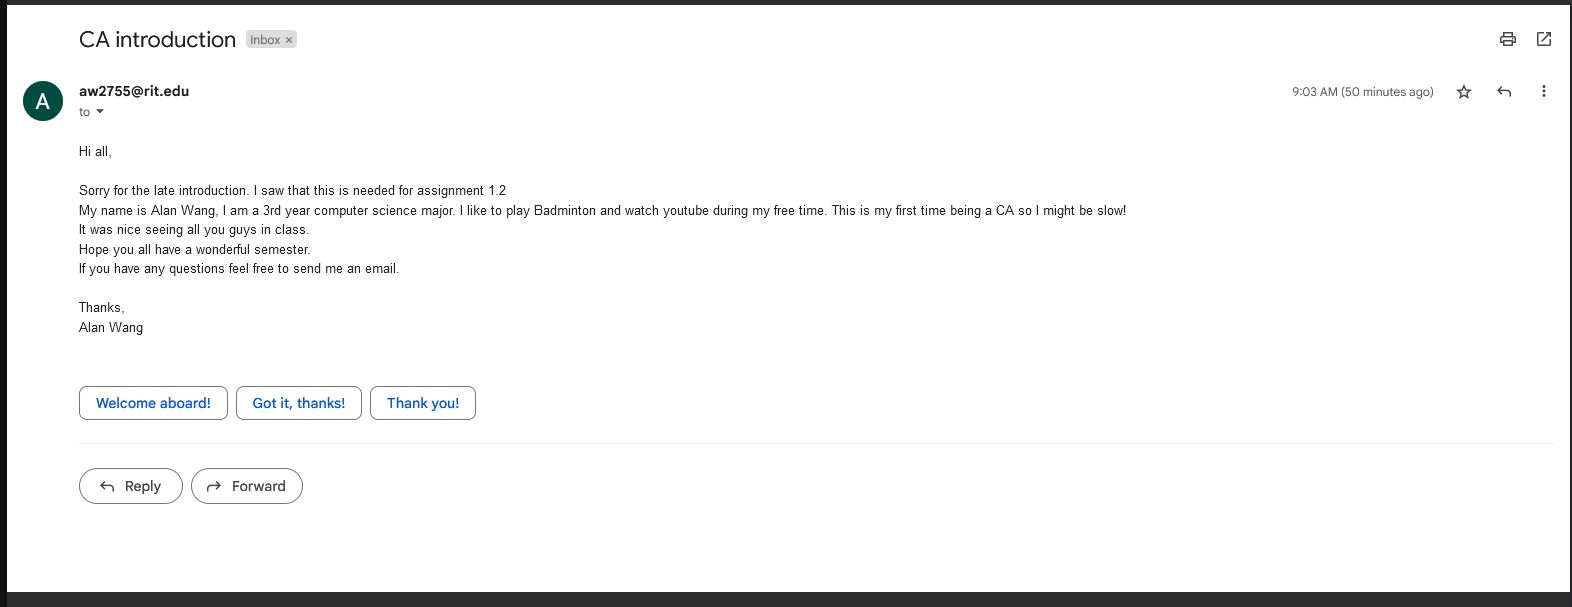 CA introduction Inbox ×
A
aw2755@rit.edu 9:03 AM (50 minutes ago)
to
Hi all,
Sorry for the late introduction. I saw that this is needed for assignment 1.2
My name is Alan Wang, I am a 3rd year computer science major. I like to play Badminton and watch youtube during my free time. This is my first time being a CA so I might be slow!
It was nice seeing all you guys in class.
Hope you all have a wonderful semester.
If you have any questions feel free to send me an email.
Thanks,
Alan Wang
Welcome aboard! Got it, thanks! Thank you!
Reply Forward